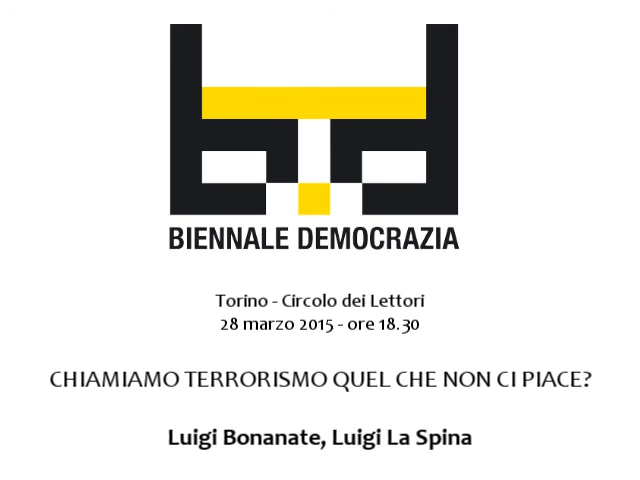 BIENNALE DEMOCRAZIA
Torino - Circolo dei Lettori
28 marzo 2015 - ore 18.30
CHIAMIAMO TERRORISMO QUEL CHE NON CI PIACE?
Luigi Bonanate, Luigi La Spina